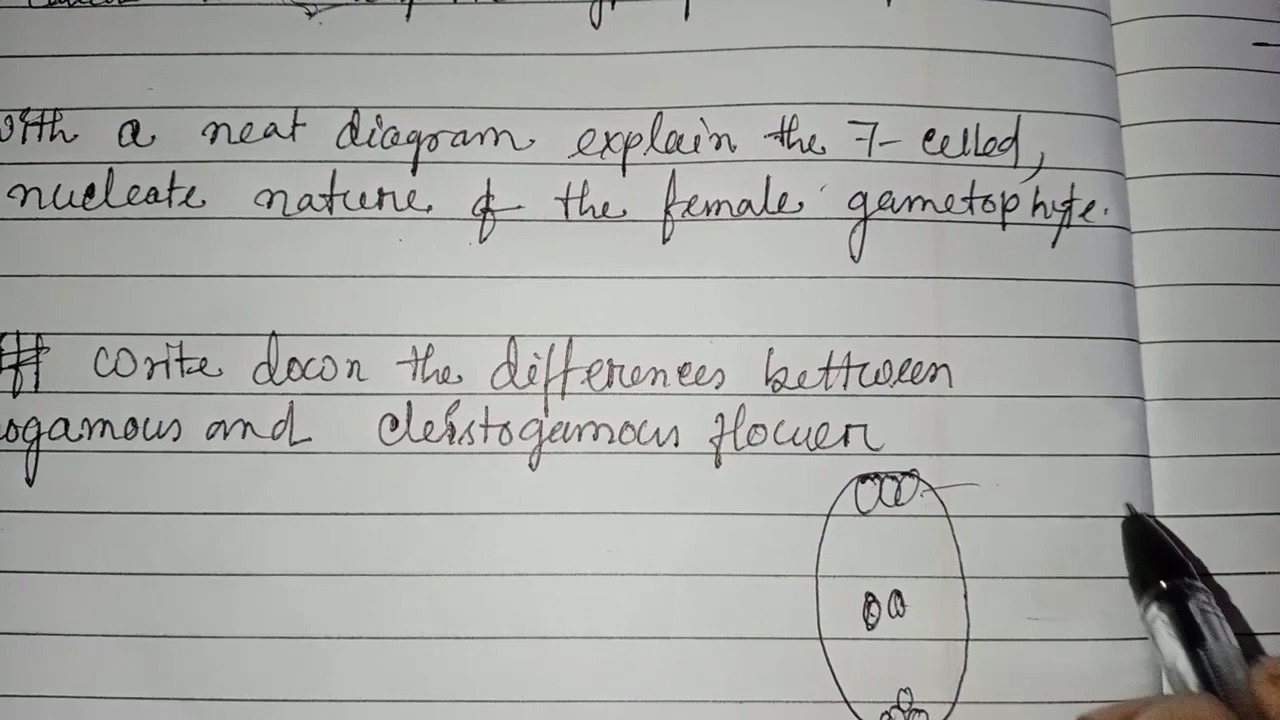 with a neat diagram explain the 7-celled,
nucleate nature of the female gametophyte.
# write down the differences bettween
ogamous and cleistogamous flower